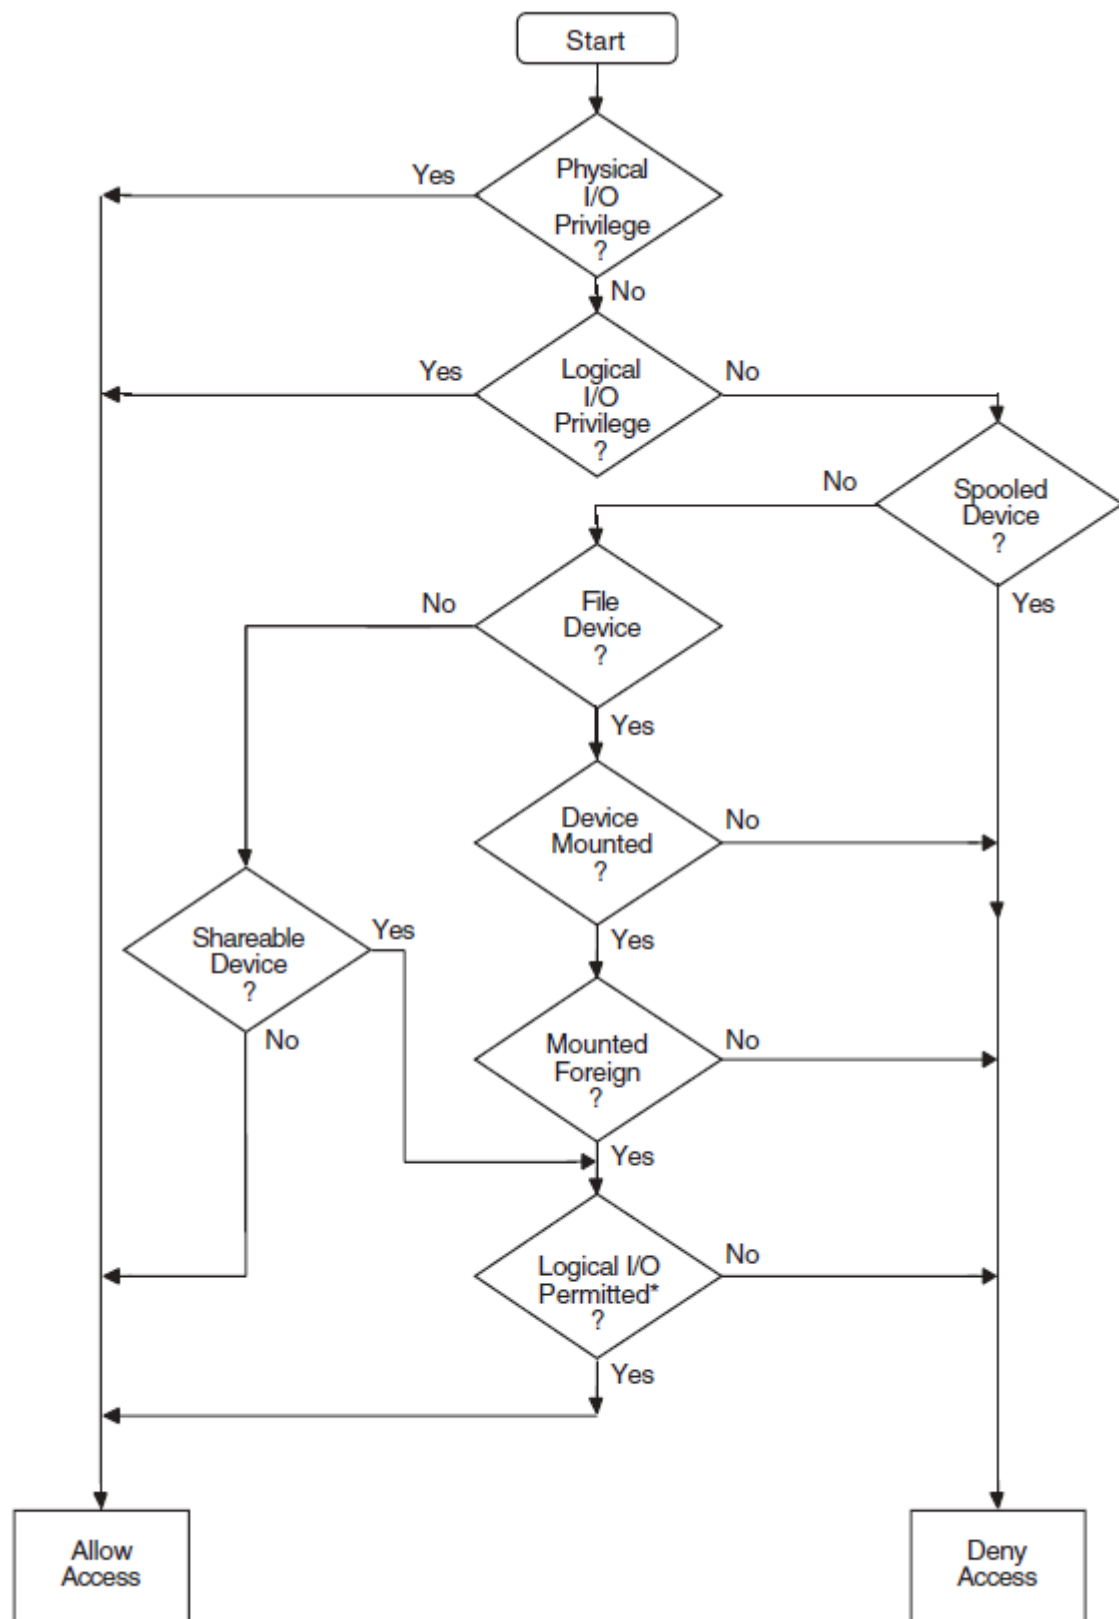 Start
Physical
I/O
Privilege
?
Yes
No
Logical
I/O
Privilege
?
Yes
No
Spooled
Device
?
No
Yes
File
Device
?
No
Yes
Device
Mounted
?
No
Yes
Shareable
Device
?
Yes
No
Mounted
Foreign
?
No
Yes
Logical I/O
Permitted*
?
No
Yes
Allow
Access
Deny
Access